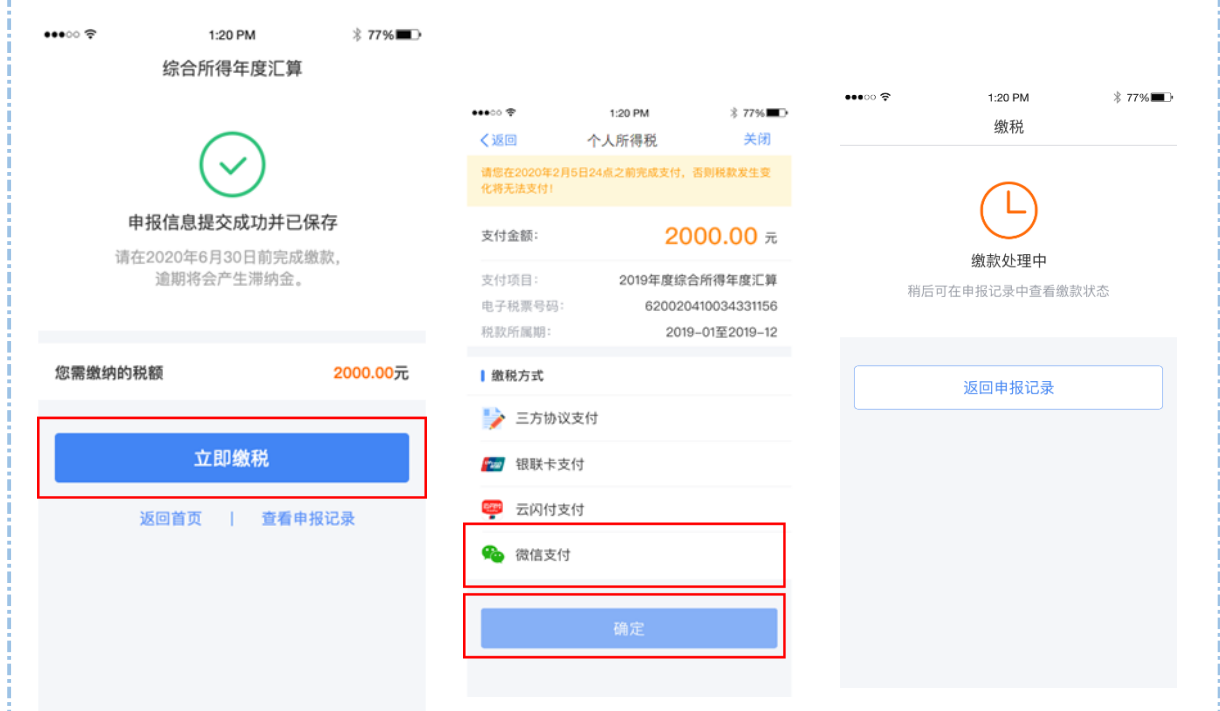 1:20 PM
77%
综合所得年度汇算
申报信息提交成功并已保存
请在2020年6月30日前完成缴款,
逾期将会产生滞纳金。
您需缴纳的税额
2000.00元
立即缴税
返回首页 | 查看申报记录
1:20 PM
77%
返回
个人所得税
关闭
请您在2020年2月5日24点之前完成支付，否则税款发生变
化将无法支付!
支付金额:
2000.00 元
支付项目:
2019年度综合所得年度汇算
电子税票号码:
620020410034331156
税款所属期:
2019-01至2019-12
缴税方式
三方协议支付
银联卡支付
云闪付支付
微信支付
确定
1:20 PM
77%
缴税
缴款处理中
稍后可在申报记录中查看缴款状态
返回申报记录